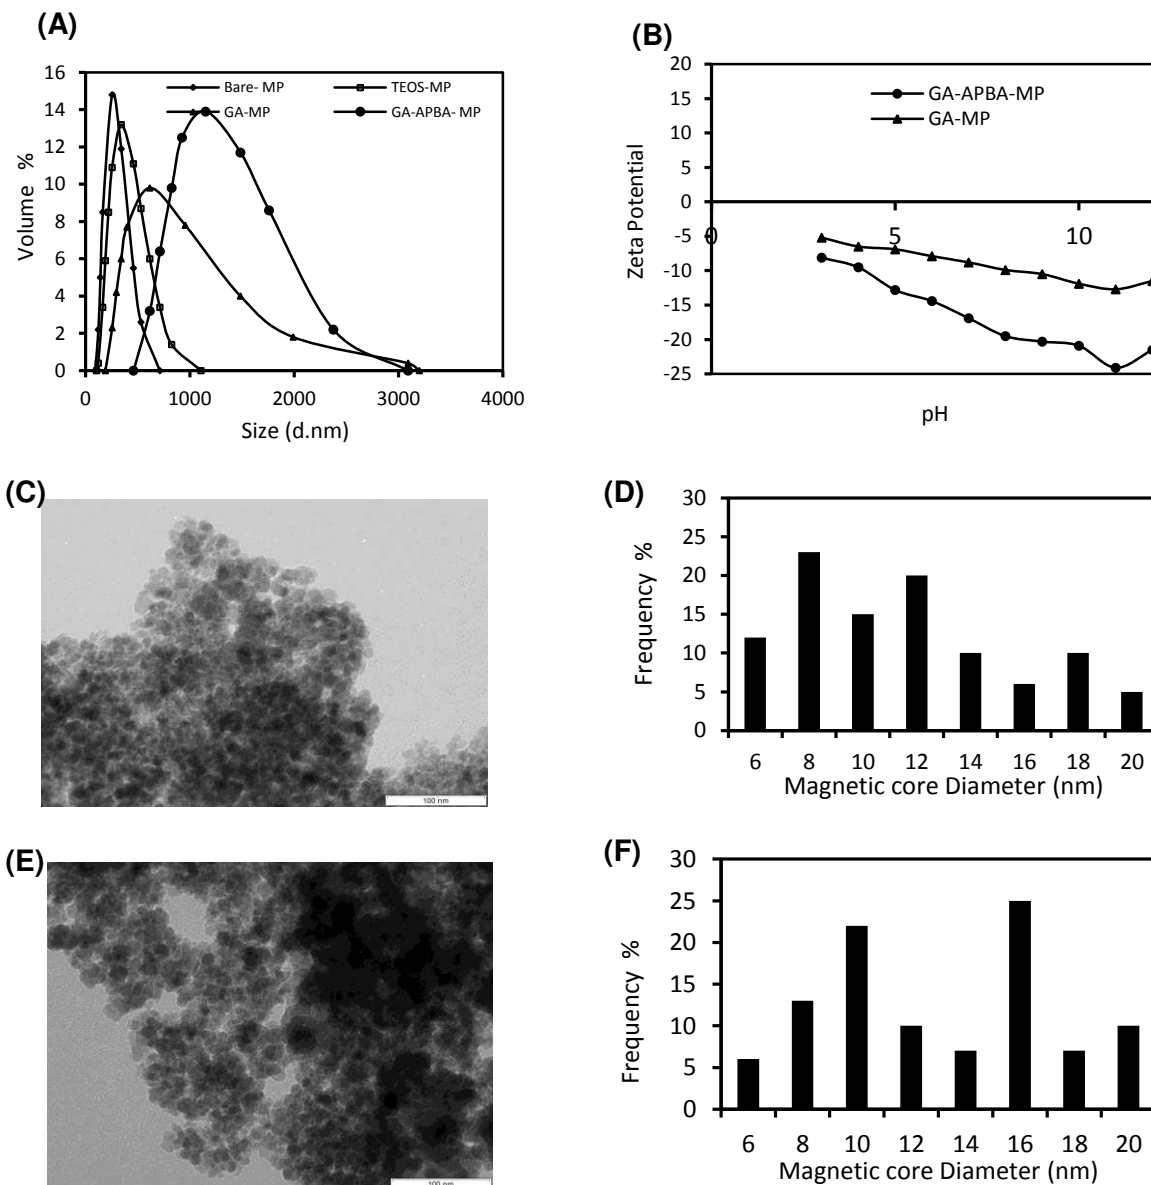 (A)
16
14
12
10
8
6
4
2
0
Volume %
Bare- MP
TEOS-MP
GA-MP
GA-APBA- MP
0 1000 2000 3000 4000
Size (d.nm)
(B)
20
15
10
5
0
-5
-10
-15
-20
-25
Zeta Potential
GA-APBA-MP
GA-MP
0 5 10
pH
(C)
100 nm
(D)
30
25
20
15
10
5
0
Frequency %
6 8 10 12 14 16 18 20
Magnetic core Diameter (nm)
(E)
100 nm
(F)
30
25
20
15
10
5
0
Frequency %
6 8 10 12 14 16 18 20
Magnetic core Diameter (nm)